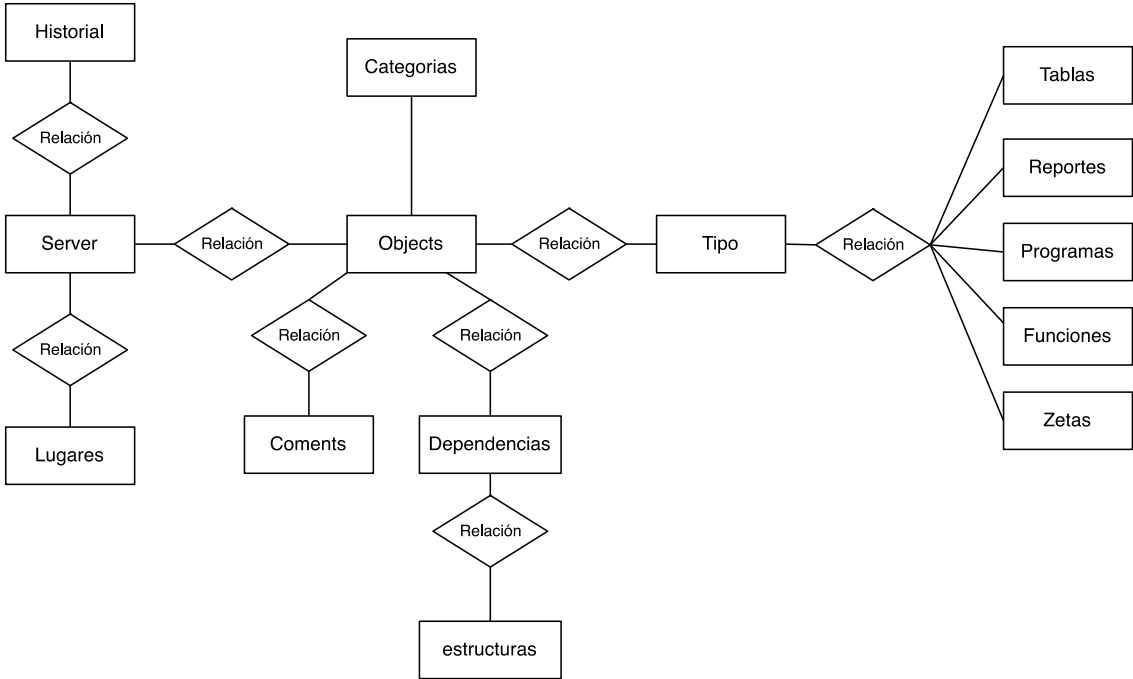 Historial
Categorias
Tablas
Relación
Reportes
Server
Relación
Objects
Relación
Tipo
Relación
Programas
Relación
Relación
Relación
Funciones
Lugares
Coments
Dependencias
Zetas
Relación
estructuras